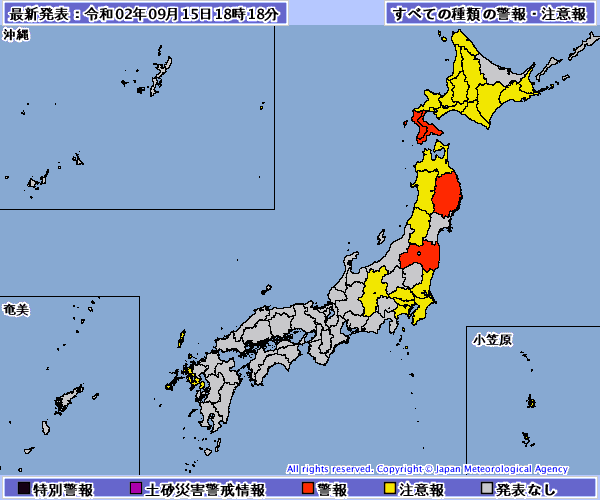 最新発表：令和02年09月15日18時18分
すべての種類の警報・注意報
沖縄
奄美
小笠原
All rights reserved. Copyright © Japan Meteorological Agency
特別警報 土砂災害警戒情報 警報 注意報 発表なし